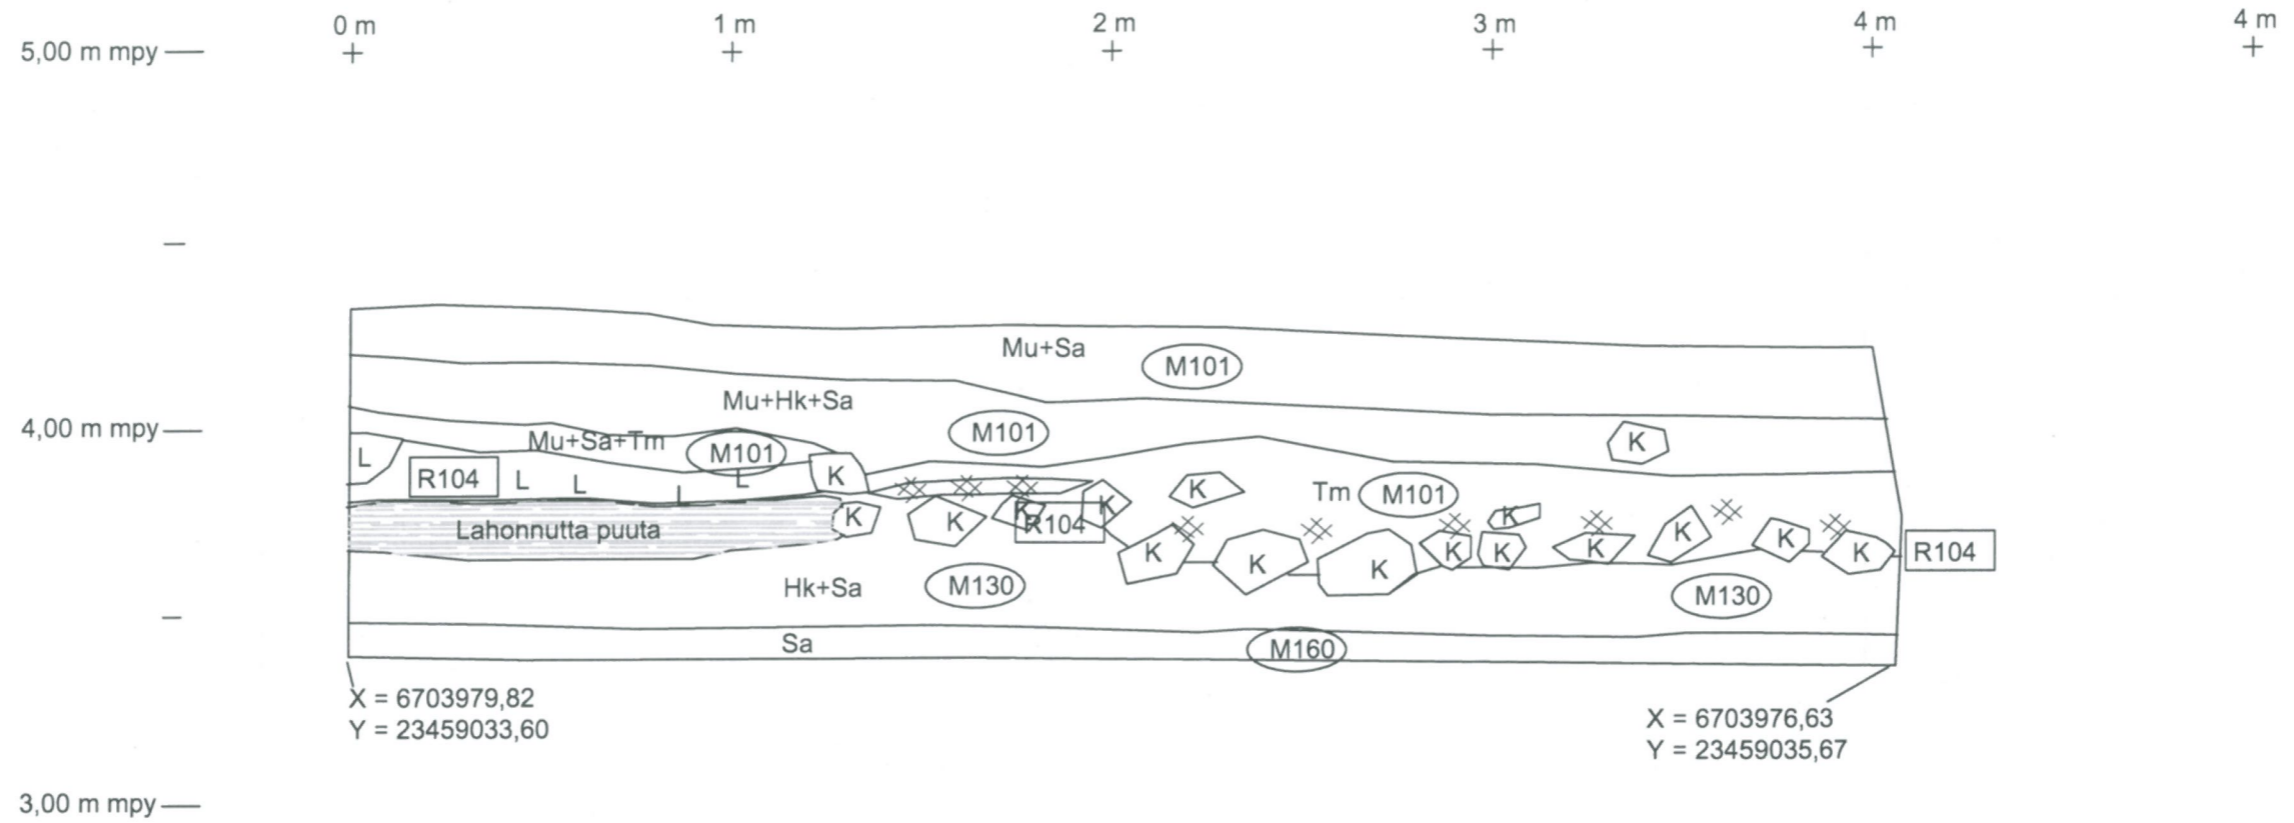 0 m 1 m 2 m 3 m 4 m 4 m
5,00 m mpy
Mu+Sa
M101
Mu+Hk+Sa
4,00 m mpy
M101
K
Mu+Sa+Tm
M101
L
R104
L
L
L
L
K
K
Tm
M101
K
K
K
K
R104
K
K
K
K
K
K
K
K
K
K
K
K
R104
Lahonnutta puuta
Hk+Sa
M130
M130
Sa
M160
X = 6703979,82
Y = 23459033,60
X = 6703976,63
Y = 23459035,67
3,00 m mpy